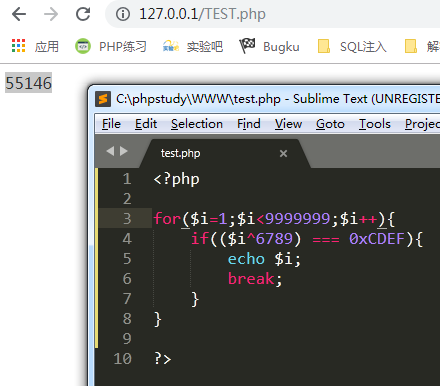 127.0.0.1/TEST.php
应用 PHP练习 实验吧 Bugku SQL注入
55146
C:\phpstudy\WWW\test.php - Sublime Text (UNREGISTE
File Edit Selection Find View Goto Tools Projec
test.php ×
1 <?php
2
3 for($i=1;$i<9999999;$i++){
4 if(($i^6789) === 0xCDEF){
5 echo $i;
6 break;
7 }
8 }
9
10 ?>